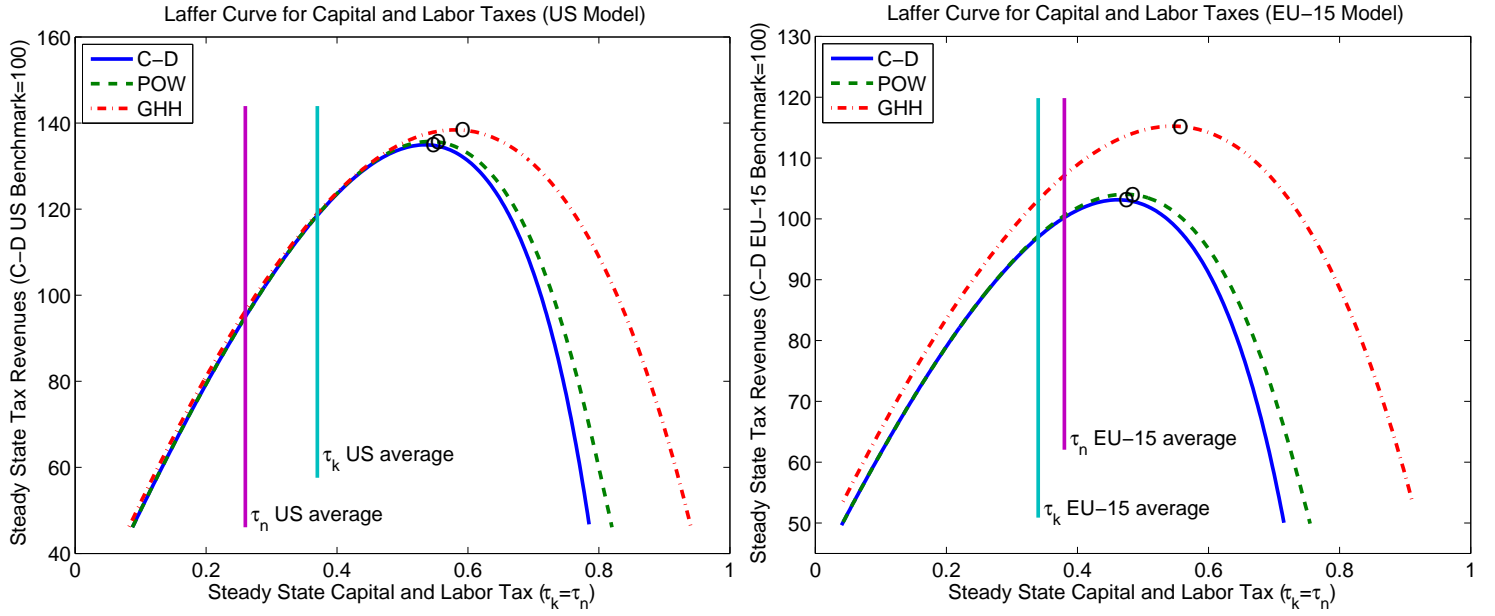 Laffer Curve for Capital and Labor Taxes (US Model)
Steady State Tax Revenues (C−D US Benchmark=100)
160
140
120
100
80
60
40
C−D
POW
GHH
τk US average
τn US average
0
0.2
0.4
0.6
0.8
1
Steady State Capital and Labor Tax (τk=τn)
Laffer Curve for Capital and Labor Taxes (EU−15 Model)
Steady State Tax Revenues (C−D EU−15 Benchmark=100)
130
120
110
100
90
80
70
60
50
C−D
POW
GHH
τn EU−15 average
τk EU−15 average
0
0.2
0.4
0.6
0.8
1
Steady State Capital and Labor Tax (τk=τn)